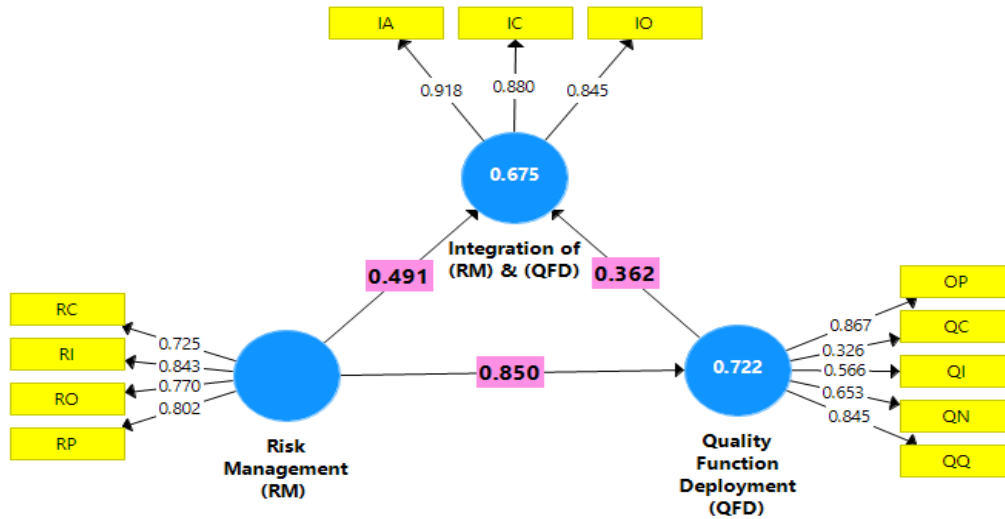 IA
IC
IO
0.918
0.880
0.845
0.675
Integration of
(RM) & (QFD)
0.491
0.362
RC
RI
RO
RP
0.725
0.843
0.770
0.802
0.850
0.722
OP
QC
QI
QN
QQ
0.867
0.326
0.566
0.653
0.845
Risk
Management
(RM)
Quality
Function
Deployment
(QFD)